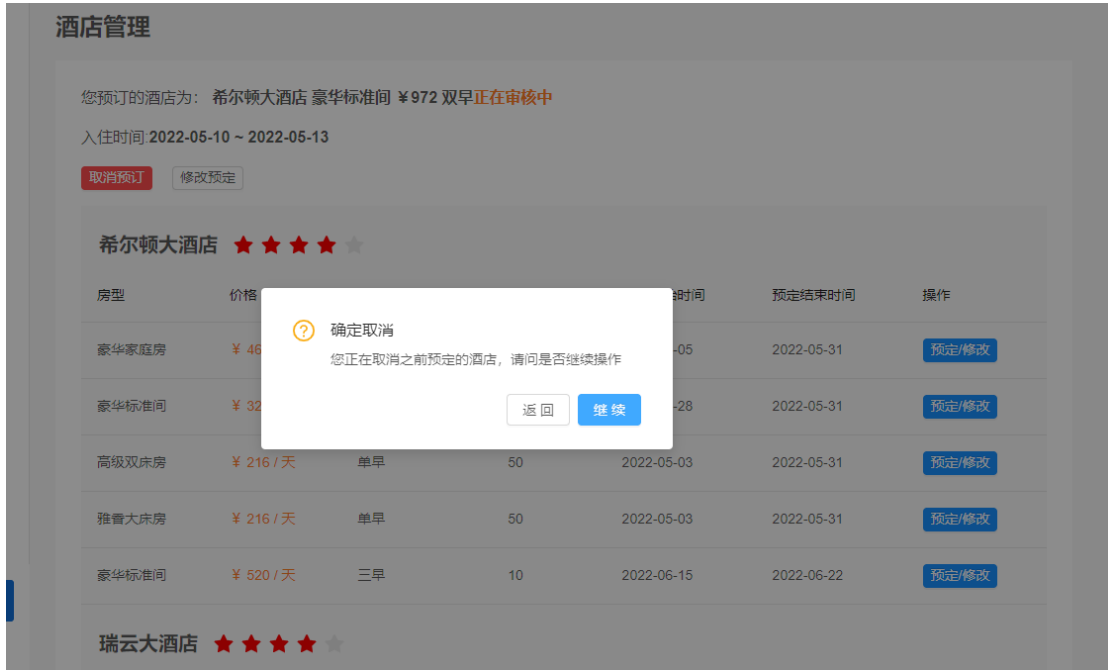 酒店管理
您预订的酒店为： 希尔顿大酒店 豪华标准间 ￥972 双早正在审核中
入住时间:2022-05-10 ~ 2022-05-13
取消预订 修改预定
希尔顿大酒店
房型 价格 时间 预定结束时间 操作
确定取消
豪华家庭房 ￥ 46 -05 2022-05-31 预定/修改
您正在取消之前预定的酒店，请问是否继续操作
豪华标准间 ￥ 32 返 回 继 续 -28 2022-05-31 预定/修改
高级双床房 ￥ 216 / 天 单早 50 2022-05-03 2022-05-31 预定/修改
雅香大床房 ￥ 216 / 天 单早 50 2022-05-03 2022-05-31 预定/修改
豪华标准间 ￥ 520 / 天 三早 10 2022-06-15 2022-06-22 预定/修改
瑞云大酒店